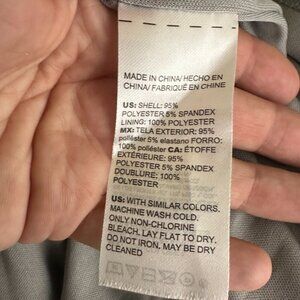 MADE IN CHINA/ HECHO EN
CHINA/ FABRIQUÉ EN CHINE
US: SHELL: 95%
POLYESTER 5% SPANDEX
LINING: 100% POLYESTER
MX: TELA EXTERIOR: 95%
poliéster 5% elastano FORRO:
100% poliéster CA: ÉTOFFE
EXTÉRIEURE: 95%
POLYESTER 5% SPANDEX
DOUBLURE: 100%
POLYESTER
US: WITH SIMILAR COLORS.
MACHINE WASH COLD.
ONLY NON-CHLORINE
BLEACH. LAY FLAT TO DRY.
DO NOT IRON. MAY BE DRY
CLEANED